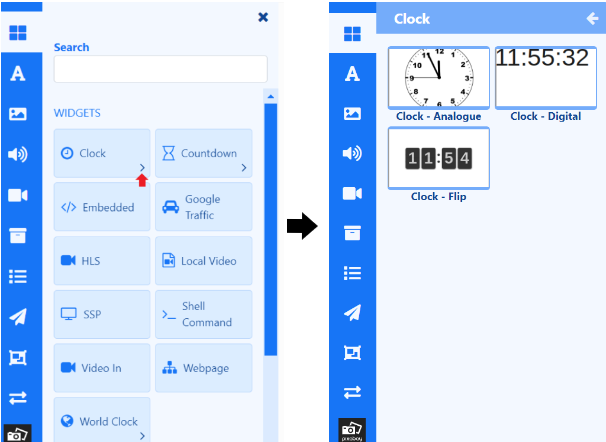 Search
WIDGETS
Clock
Countdown
</> Embedded
Google
Traffic
HLS
Local Video
SSP
>_ Shell
Command
Video In
Webpage
World Clock
Clock
11:55:32
Clock - Analogue
Clock - Digital
11:54
Clock - Flip